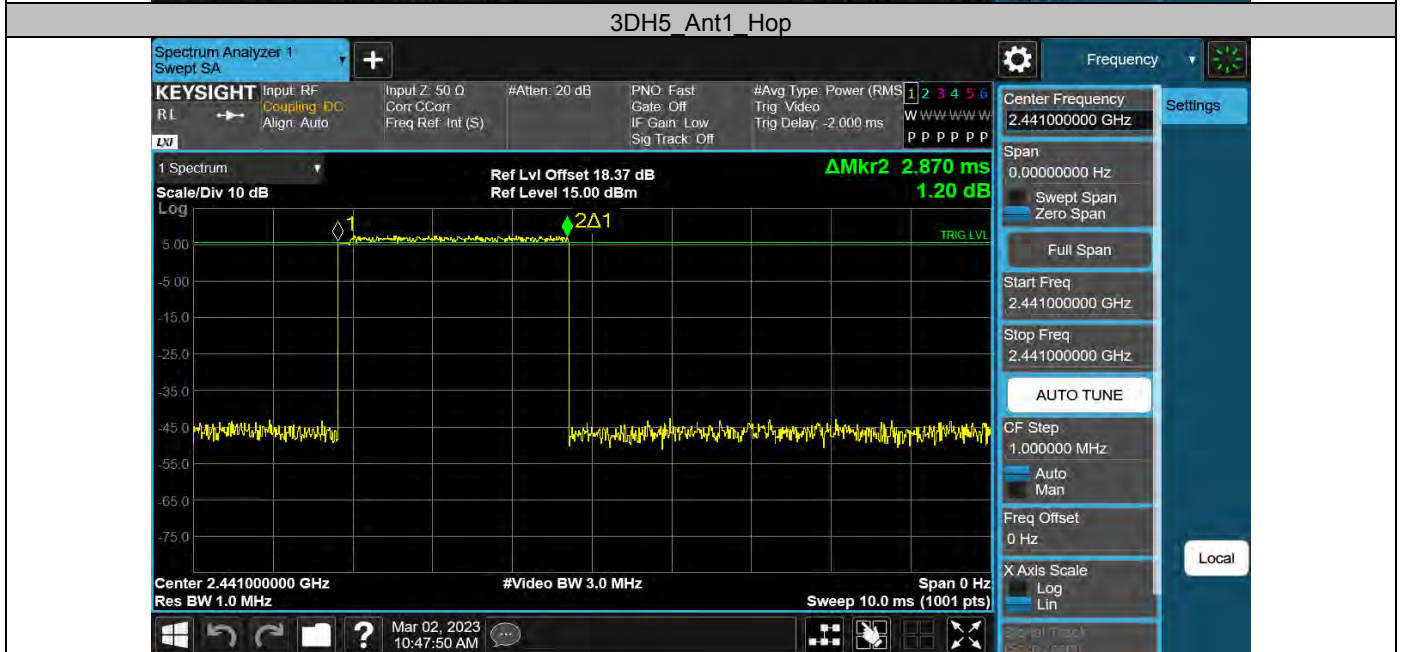 3DH5_Ant1_Hop
Spectrum Analyzer 1
Swept SA
+
Frequency
KEYSIGHT
RL
LXI
Input: RF
Coupling: DC
Align: Auto
Input Z: 50 Ω
Corr CCorr
Freq Ref: Int (S)
#Atten: 20 dB
PNO: Fast
Gate: Off
IF Gain: Low
Sig Track: Off
#Avg Type: Power (RMS
Trig: Video
Trig Delay: -2.000 ms
1 2 3 4 5 6
W W W W W W
P P P P P P
1 Spectrum
Scale/Div 10 dB
Log
Ref Lvl Offset 18.37 dB
Ref Level 15.00 dBm
ΔMkr2 2.870 ms
1.20 dB
1
2Δ1
TRIG LVL
5.00
-5.00
-15.0
-25.0
-35.0
-45.0
-55.0
-65.0
-75.0
Center 2.441000000 GHz
Res BW 1.0 MHz
#Video BW 3.0 MHz
Span 0 Hz
Sweep 10.0 ms (1001 pts)
Center Frequency
2.441000000 GHz
Settings
Span
0.00000000 Hz
Swept Span
Zero Span
Full Span
Start Freq
2.441000000 GHz
Stop Freq
2.441000000 GHz
AUTO TUNE
CF Step
1.000000 MHz
Auto
Man
Freq Offset
0 Hz
X Axis Scale
Log
Lin
Local
Signal Track
?
Mar 02, 2023
10:47:50 AM